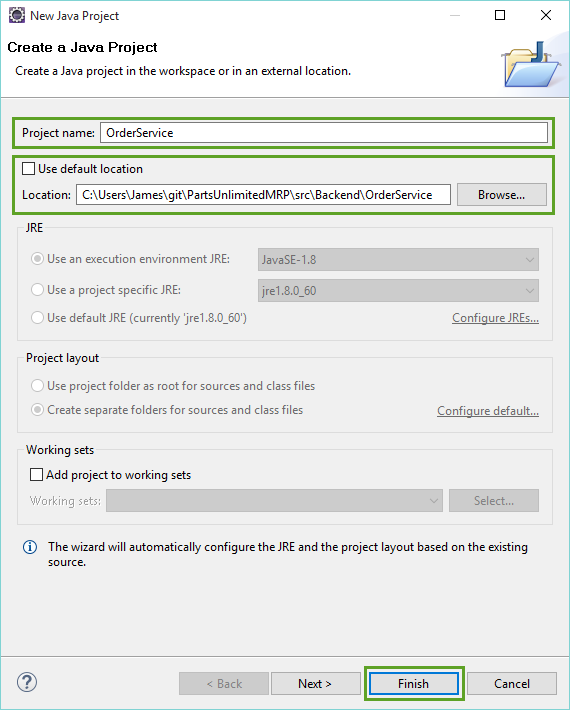 New Java Project
Create a Java Project
Create a Java project in the workspace or in an external location.
Project name: OrderService
Use default location
Location: C:\Users\James\git\PartsUnlimitedMRP\src\Backend\OrderService Browse...
JRE
Use an execution environment JRE: JavaSE-1.8
Use a project specific JRE: jre1.8.0_60
Use default JRE (currently 'jre1.8.0_60') Configure JREs...
Project layout
Use project folder as root for sources and class files
Create separate folders for sources and class files Configure default...
Working sets
Add project to working sets
Working sets: Select...
The wizard will automatically configure the JRE and the project layout based on the existing
source.
? < Back Next > Finish Cancel